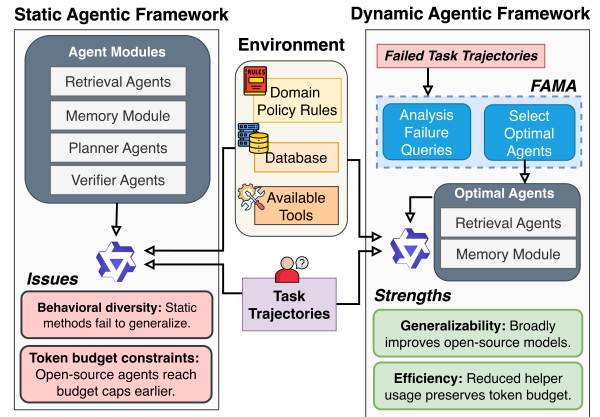 Static Agentic Framework
Agent Modules
Retrieval Agents
Memory Module
Planner Agents
Verifier Agents
Issues
Behavioral diversity: Static
methods fail to generalize.
Token budget constraints:
Open-source agents reach
budget caps earlier.
Environment
RULES
Domain
Policy Rules
Database
Available
Tools
?
Task
Trajectories
Dynamic Agentic Framework
Failed Task Trajectories
FAMA
Analysis
Failure
Queries
Select
Optimal
Agents
Optimal Agents
Retrieval Agents
Memory Module
Strengths
Generalizability: Broadly
improves open-source models.
Efficiency: Reduced helper
usage preserves token budget.